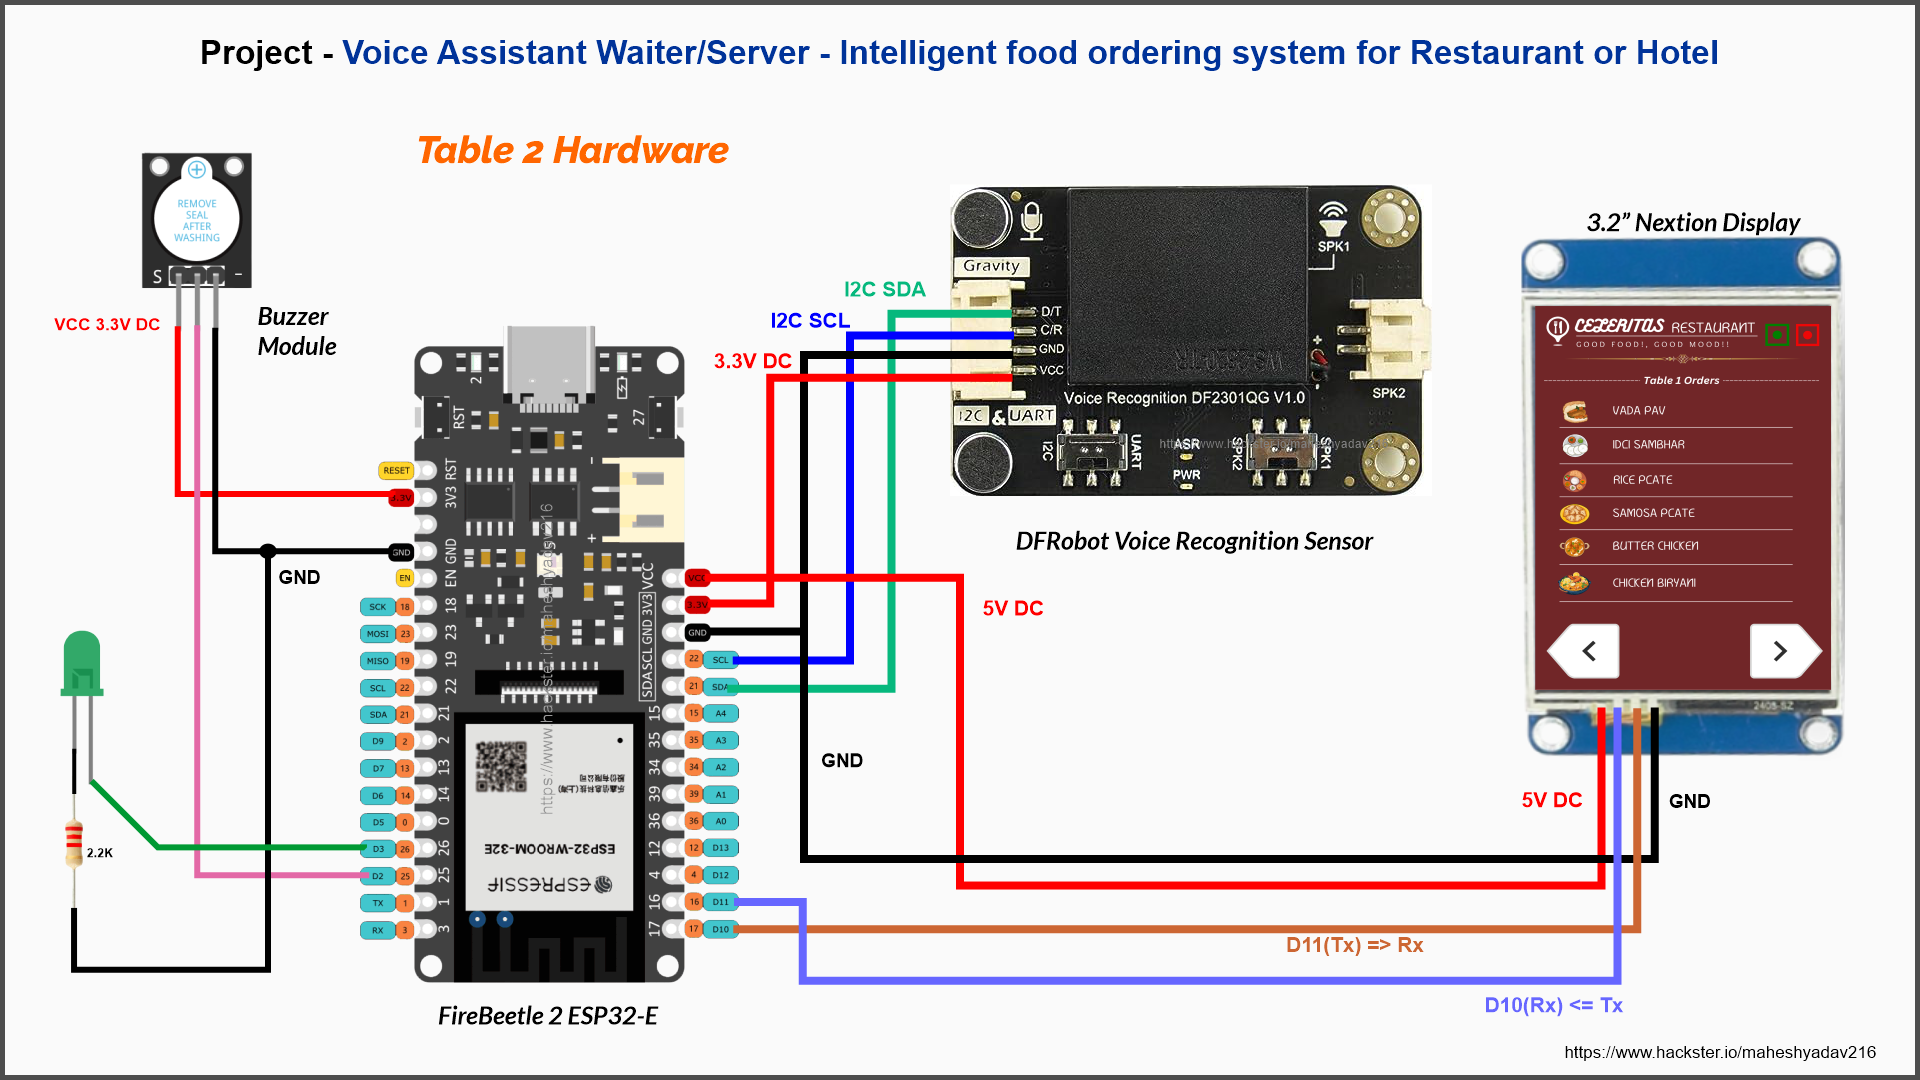 Project - Voice Assistant Waiter/Server - Intelligent food ordering system for Restaurant or Hotel
Table 2 Hardware
REMOVE
SEAL
AFTER
WASHING
S
-
VCC 3.3V DC
Buzzer
Module
GND
2.2K
RESET
3.3V
GND
EN
SCK 18
MOSI 23
MISO 19
SCL 22
SDA 21
D9 2
D7 13
D6 14
D5 0
D3 26
D2 25
TX 1
RX 3
2
RST
27
3V3 RST
EN GND
18
23
19
22
21
2
13
14
0
26
25
1
3
-
+
SDA SCL GND 3V3 VCC
15
35
34
39
36
12
4
16
17
VCC
3.3V
GND
22 SCL
21 SDA
15 A4
35 A3
34 A2
39 A1
36 A0
12 D13
4 D12
16 D11
17 D10
ESP32-WROOM-32E
ESPRESSIF
https://www.hackster.io/maheshyadav216
FireBeetle 2 ESP32-E
I2C SDA
I2C SCL
3.3V DC
Gravity
D/T
C/R
GND
VCC
I2C & UART
SPK1
+
SPK2
Voice Recognition DF2301QG V1.0
I2C
UART
ASR
PWR
SPK2
SPK1
DFRobot Voice Recognition Sensor
5V DC
GND
3.2” Nextion Display
CELERITAS RESTAURANT
GOOD FOOD!, GOOD MOOD!!
Table 1 Orders
VADA PAV
IDLI SAMBHAR
RICE PLATE
SAMOSA PLATE
BUTTER CHICKEN
CHICKEN BIRYANI
<
>
5V DC
GND
D11(Tx) => Rx
D10(Rx) <= Tx
https://www.hackster.io/maheshyadav216